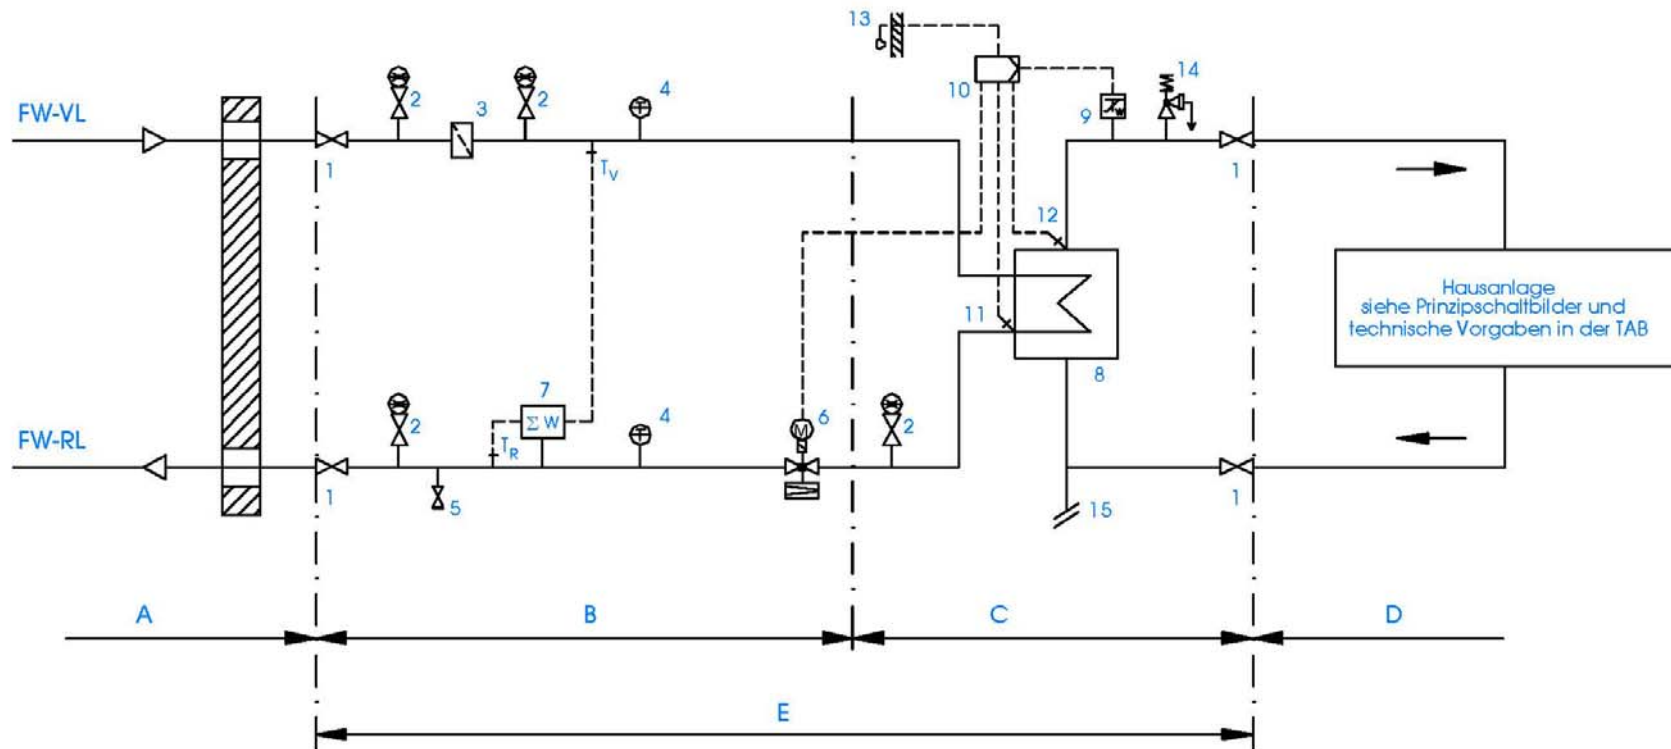 13
14
10
9
FW-VL
2
3
2
4
T
T
W
1
T_V
1
12
11
8
Hausanlage
siehe Prinzipschaltbilder und
technische Vorgaben in der TAB
FW-RL
2
7
Σ W
T_R
4
T
6
M
2
1
5
15
1
A
B
C
D
E